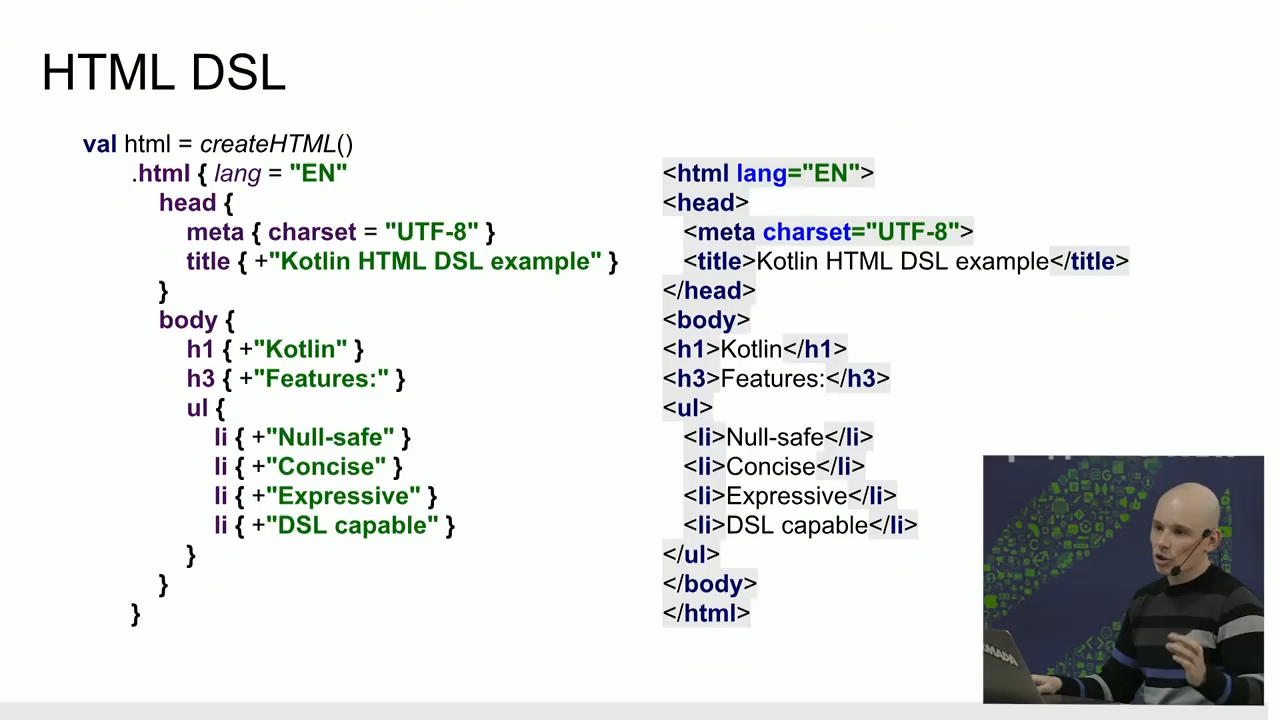 HTML DSL
val html = createHTML()
.html { lang = "EN"
head {
meta { charset = "UTF-8" }
title { +"Kotlin HTML DSL example" }
}
body {
h1 { +"Kotlin" }
h3 { +"Features:" }
ul {
li { +"Null-safe" }
li { +"Concise" }
li { +"Expressive" }
li { +"DSL capable" }
}
}
}
<html lang="EN">
<head>
<meta charset="UTF-8">
<title>Kotlin HTML DSL example</title>
</head>
<body>
<h1>Kotlin</h1>
<h3>Features:</h3>
<ul>
<li>Null-safe</li>
<li>Concise</li>
<li>Expressive</li>
<li>DSL capable</li>
</ul>
</body>
</html>